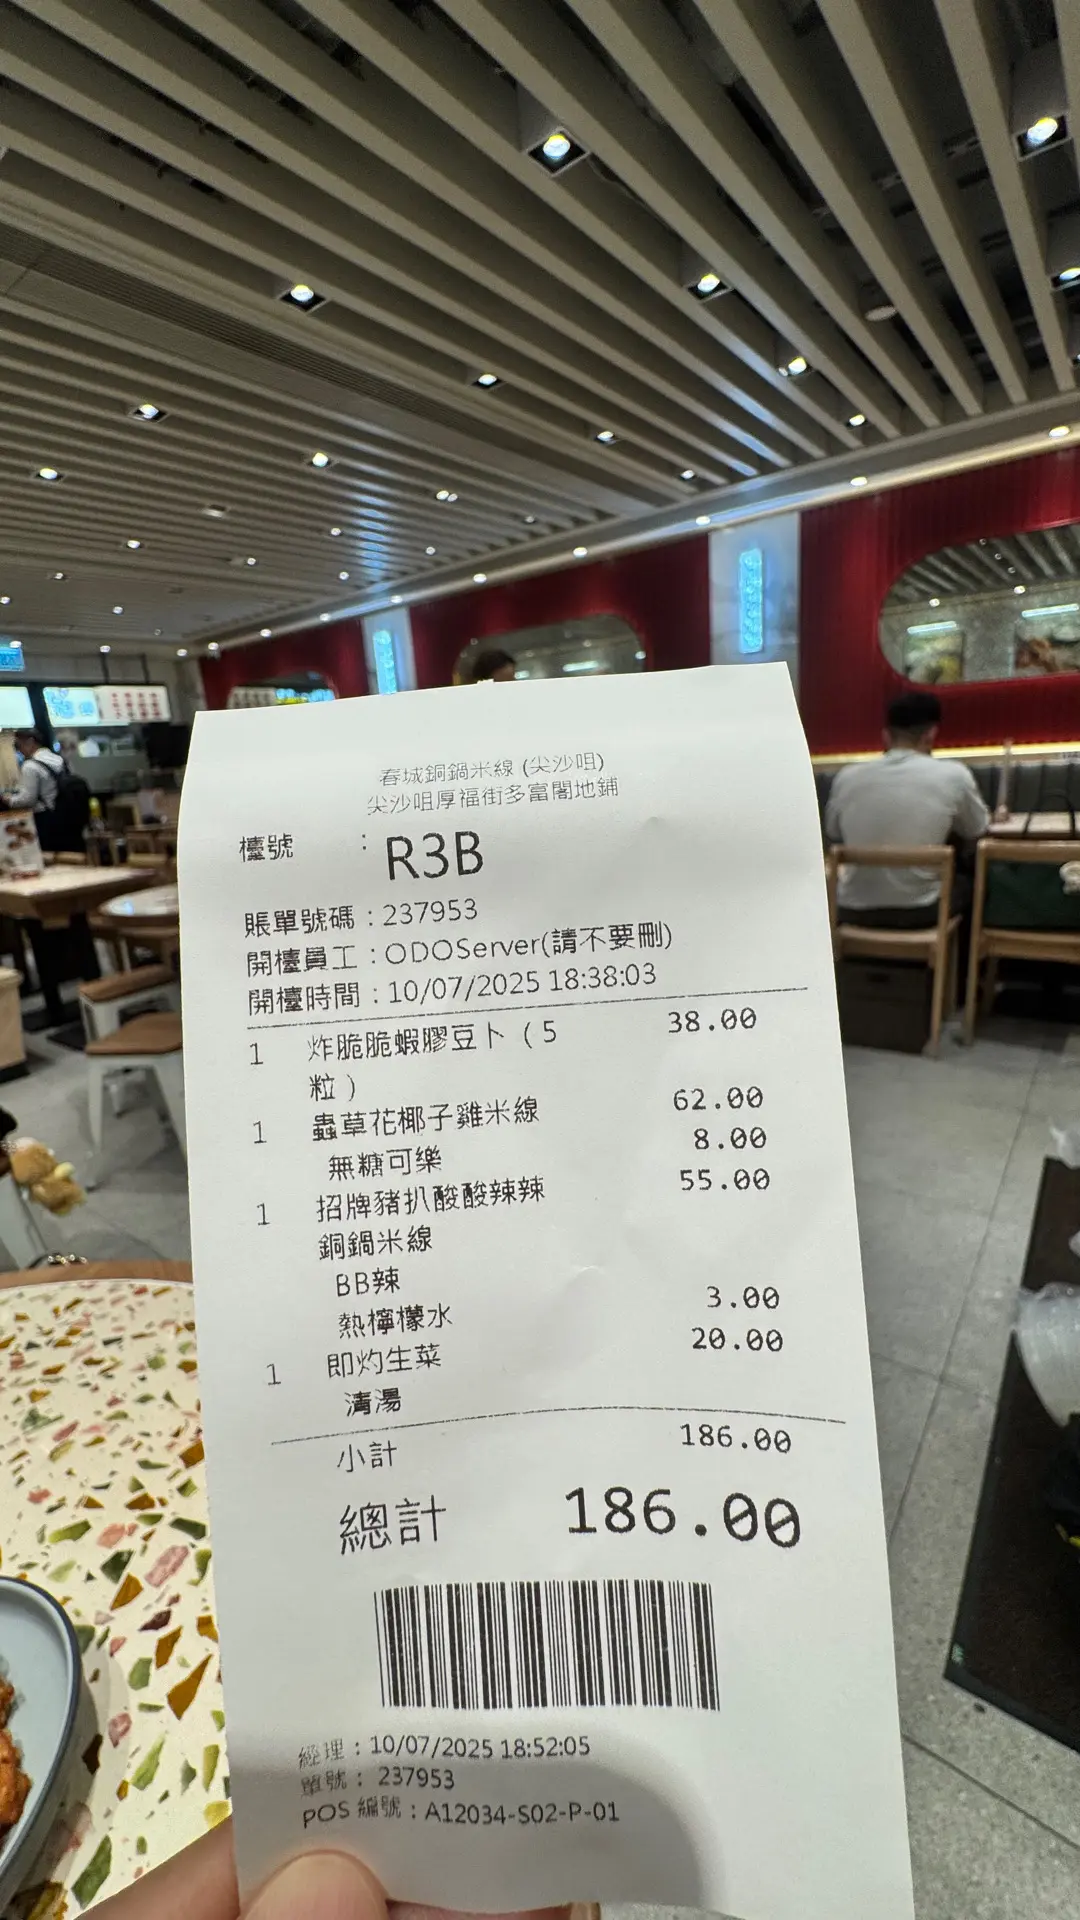 春城銅鍋米線 (尖沙咀)
尖沙咀厚福街多富閣地鋪
檯號 : R3B
賬單號碼 : 237953
開檯員工 : ODOServer(請不要刪)
開檯時間 : 10/07/2025 18:38:03
1 炸脆脆蝦膠豆卜 ( 5 38.00
粒 )
1 蟲草花椰子雞米線 62.00
無糖可樂 8.00
1 招牌豬扒酸酸辣辣 55.00
銅鍋米線
BB辣
熱檸檬水 3.00
1 即灼生菜 20.00
清湯
小計 186.00
總計 186.00
經理 : 10/07/2025 18:52:05
單號 : 237953
POS 編號 : A12034-S02-P-01